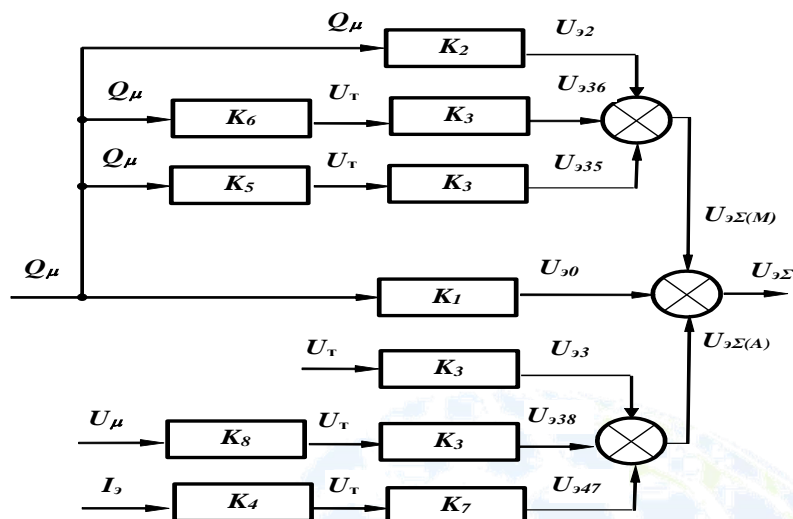 Qμ K2 Uэ2
Qμ K6 Uт K3 Uэ36
Qμ K5 Uт K3 Uэ35
UэΣ(М)
Qμ K1 Uэ0 UэΣ
Uт K3 Uэ3 UэΣ(А)
Uμ K8 Uт K3 Uэ38
Iэ K4 Uт K7 Uэ47